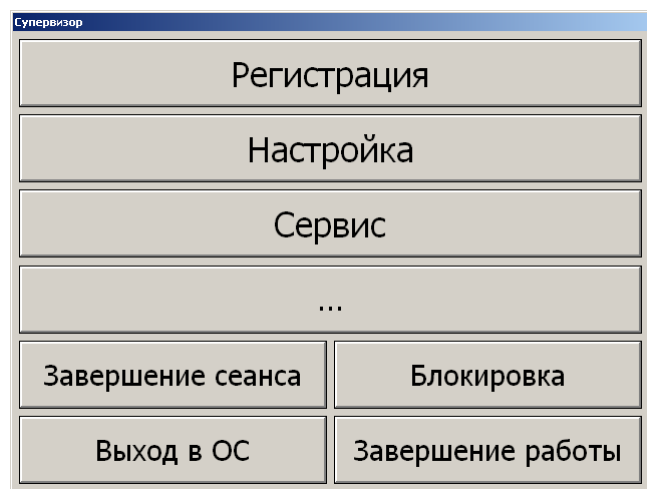 Супервизор
Регистрация
Настройка
Сервис
...
Завершение сеанса
Блокировка
Выход в ОС
Завершение работы